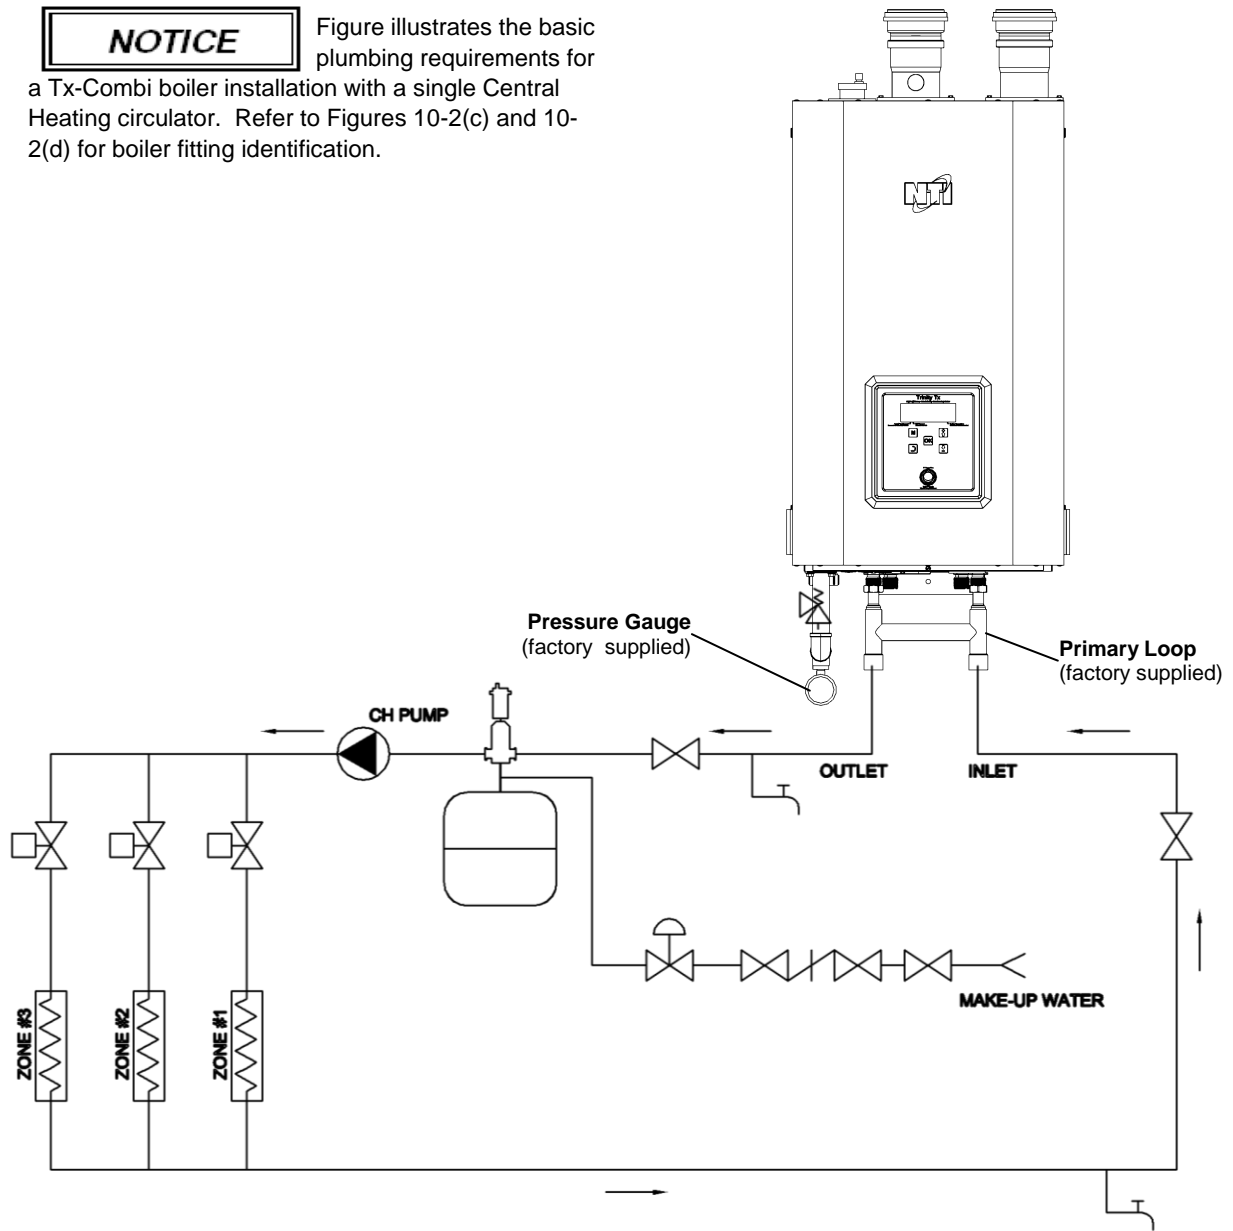 NOTICE
Figure illustrates the basic
plumbing requirements for
a Tx-Combi boiler installation with a single Central
Heating circulator. Refer to Figures 10-2(c) and 10-
2(d) for boiler fitting identification.
NTI
Trinity Tx
OK
Pressure Gauge
(factory supplied)
Primary Loop
(factory supplied)
CH PUMP
OUTLET
INLET
MAKE-UP WATER
ZONE #3
ZONE #2
ZONE #1